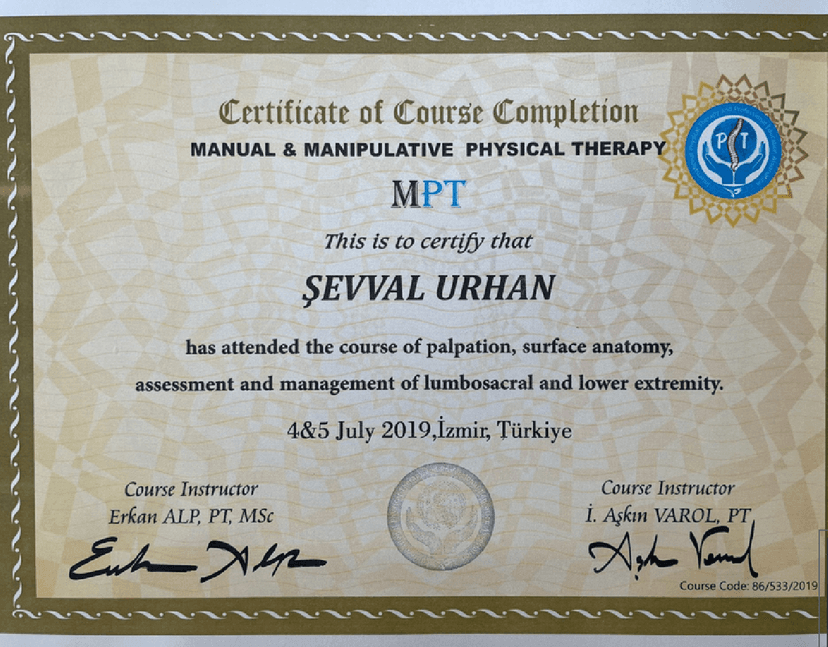 Certificate of Course Completion
MANUAL & MANIPULATIVE PHYSICAL THERAPY
MPT
P T
This is to certify that
ŞEVVAL URHAN
has attended the course of palpation, surface anatomy,
assessment and management of lumbosacral and lower extremity.
4&5 July 2019,İzmir, Türkiye
Course Instructor
Erkan ALP, PT, MSc
Course Instructor
İ. Aşkın VAROL, PT
Course Code: 86/533/2019